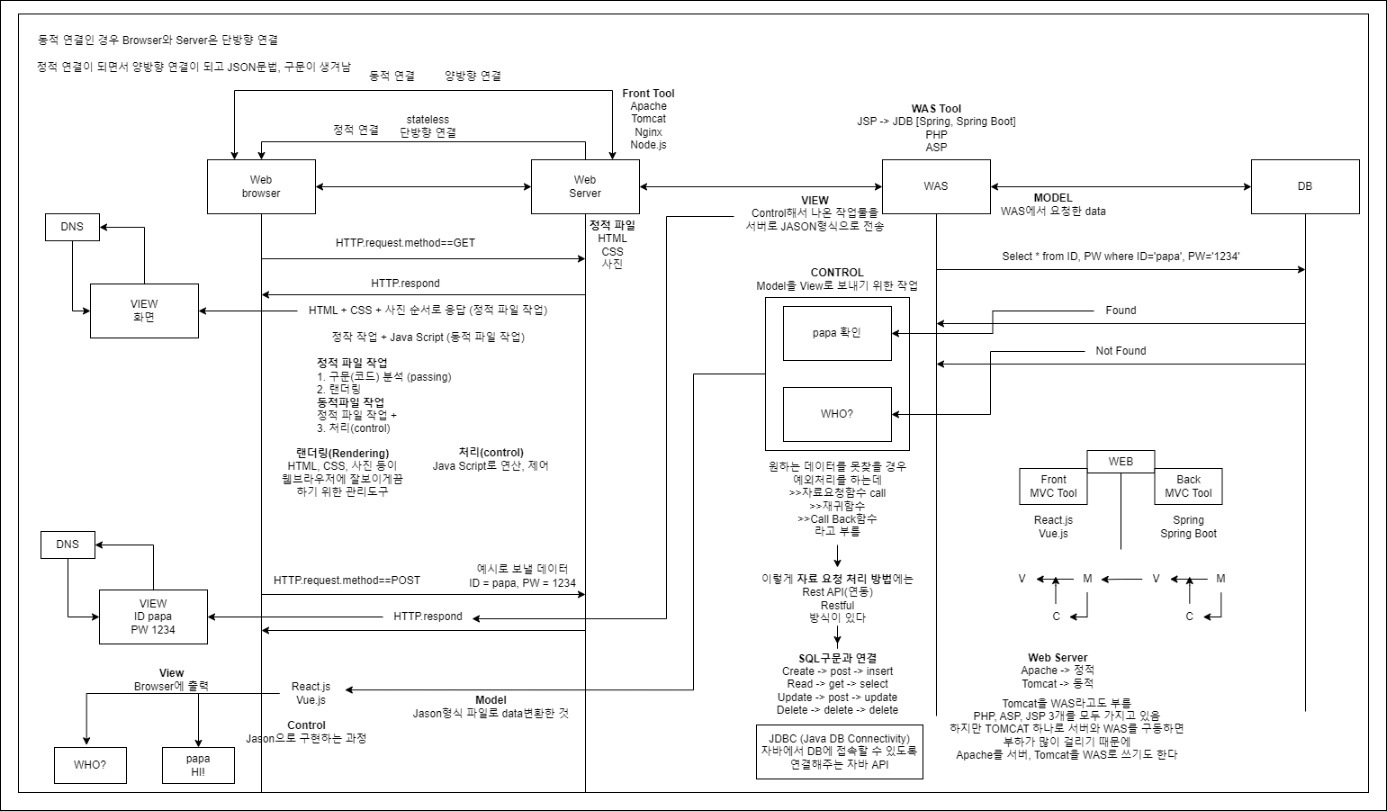 동적 연결인 경우 Browser와 Server은 단방향 연결
정적 연결이 되면서 양방향 연결이 되고 JSON문법, 구문이 생겨남
동적 연결
양방향 연결
정적 연결
stateless
단방향 연결
Front Tool
Apache
Tomcat
Nginx
Node.js
WAS Tool
JSP -> JDB [Spring, Spring Boot]
PHP
ASP
Web
browser
Web
Server
WAS
DB
VIEW
Control해서 나온 작업물을
서버로 JASON형식으로 전송
MODEL
WAS에서 요청한 data
정적 파일
HTML
CSS
사진
DNS
HTTP.request.method==GET
Select * from ID, PW where ID='papa', PW='1234'
HTTP.respond
CONTROL
Model을 View로 보내기 위한 작업
VIEW
화면
HTML + CSS + 사진 순서로 응답 (정적 파일 작업)
Found
papa 확인
정작 작업 + Java Script (동적 파일 작업)
Not Found
정적 파일 작업
1. 구문(코드) 분석 (passing)
2. 랜더링
동적파일 작업
정적 파일 작업 +
3. 처리(control)
WHO?
랜더링(Rendering)
HTML, CSS, 사진 등이
웹브라우저에 잘보이게끔
하기 위한 관리도구
처리(control)
Java Script로 연산, 제어
원하는 데이터를 못찾을 경우
예외처리를 하는데
>>자료요청함수 call
>>재귀함수
>>Call Back함수
라고 부름
WEB
Front
MVC Tool
Back
MVC Tool
React.js
Vue.js
Spring
Spring Boot
DNS
예시로 보낼 데이터
ID = papa, PW = 1234
HTTP.request.method==POST
이렇게 자료 요청 처리 방법에는
Rest API(연동)
Restful
방식이 있다
V
M
V
M
C
C
VIEW
ID papa
PW 1234
HTTP.respond
SQL구문과 연결
Create -> post -> insert
Read -> get -> select
Update -> post -> update
Delete -> delete -> delete
Web Server
Apache -> 정적
Tomcat -> 동적
Tomcat을 WAS라고도 부름
PHP, ASP, JSP 3개를 모두 가지고 있음
하지만 TOMCAT 하나로 서버와 WAS를 구동하면
부하가 많이 걸리기 때문에
Apache를 서버, Tomcat을 WAS로 쓰기도 한다
View
Browser에 출력
React.js
Vue.js
Model
Jason형식 파일로 data변환한 것
Control
Jason으로 구현하는 과정
JDBC (Java DB Connectivity)
자바에서 DB에 접속할 수 있도록
연결해주는 자바 API
WHO?
papa
HI!